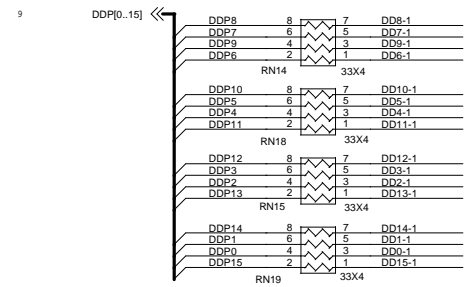 9 DDP[0..15]
DDP8 8 7 DD8-1
DDP7 6 5 DD7-1
DDP9 4 3 DD9-1
DDP6 2 1 DD6-1
RN14 33X4
DDP10 8 7 DD10-1
DDP5 6 5 DD5-1
DDP4 4 3 DD4-1
DDP11 2 1 DD11-1
RN18 33X4
DDP12 8 7 DD12-1
DDP3 6 5 DD3-1
DDP2 4 3 DD2-1
DDP13 2 1 DD13-1
RN15 33X4
DDP14 8 7 DD14-1
DDP1 6 5 DD1-1
DDP0 4 3 DD0-1
DDP15 2 1 DD15-1
RN19 33X4